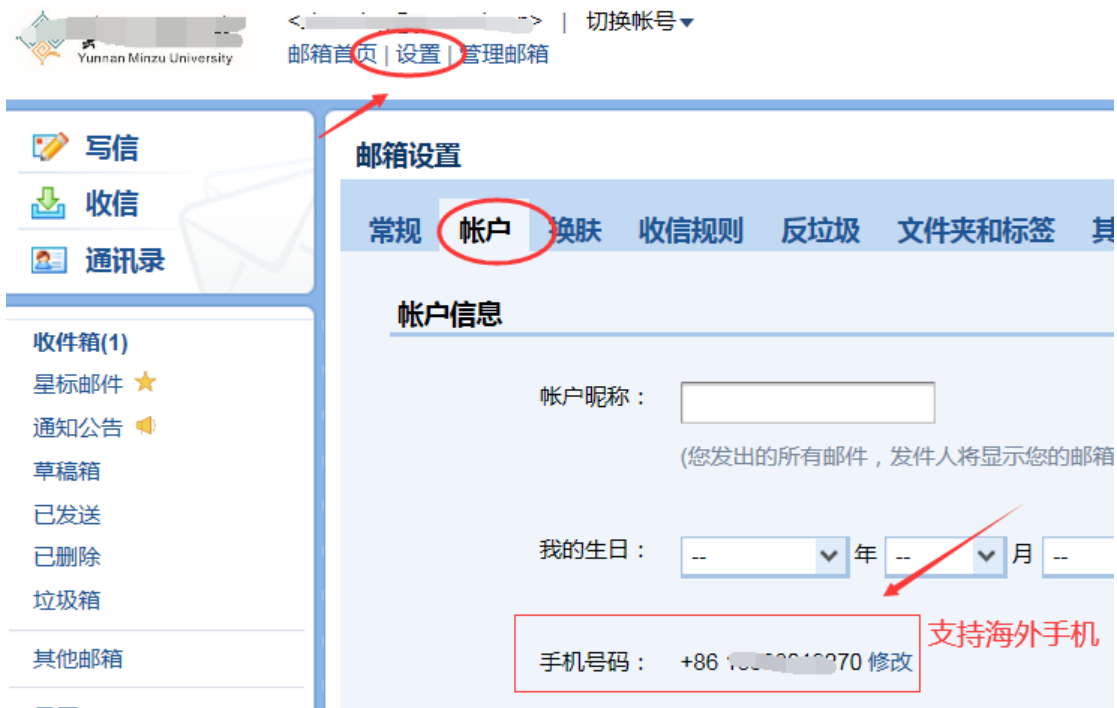 切换帐号
Yunnan Minzu University
邮箱首页 | 设置 | 管理邮箱
写信
收信
通讯录
收件箱(1)
星标邮件
通知公告
草稿箱
已发送
已删除
垃圾箱
其他邮箱
邮箱设置
常规 帐户 换肤 收信规则 反垃圾 文件夹和标签
帐户信息
帐户昵称：
(您发出的所有邮件，发件人将显示您的邮箱
我的生日： -- 年 -- 月 --
手机号码： +86 70 修改
支持海外手机